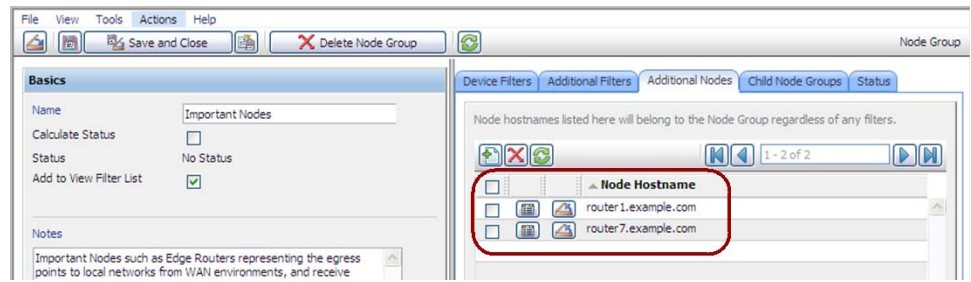 File View Tools Actions Help
Save and Close Delete Node Group Node Group
Basics
Name Important Nodes
Calculate Status
Status No Status
Add to View Filter List
Notes
Important Nodes such as Edge Routers representing the egress
points to local networks from WAN environments, and receive
Device Filters Additional Filters Additional Nodes Child Node Groups Status
Node hostnames listed here will belong to the Node Group regardless of any filters.
1 - 2 of 2
Node Hostname
router1.example.com
router7.example.com